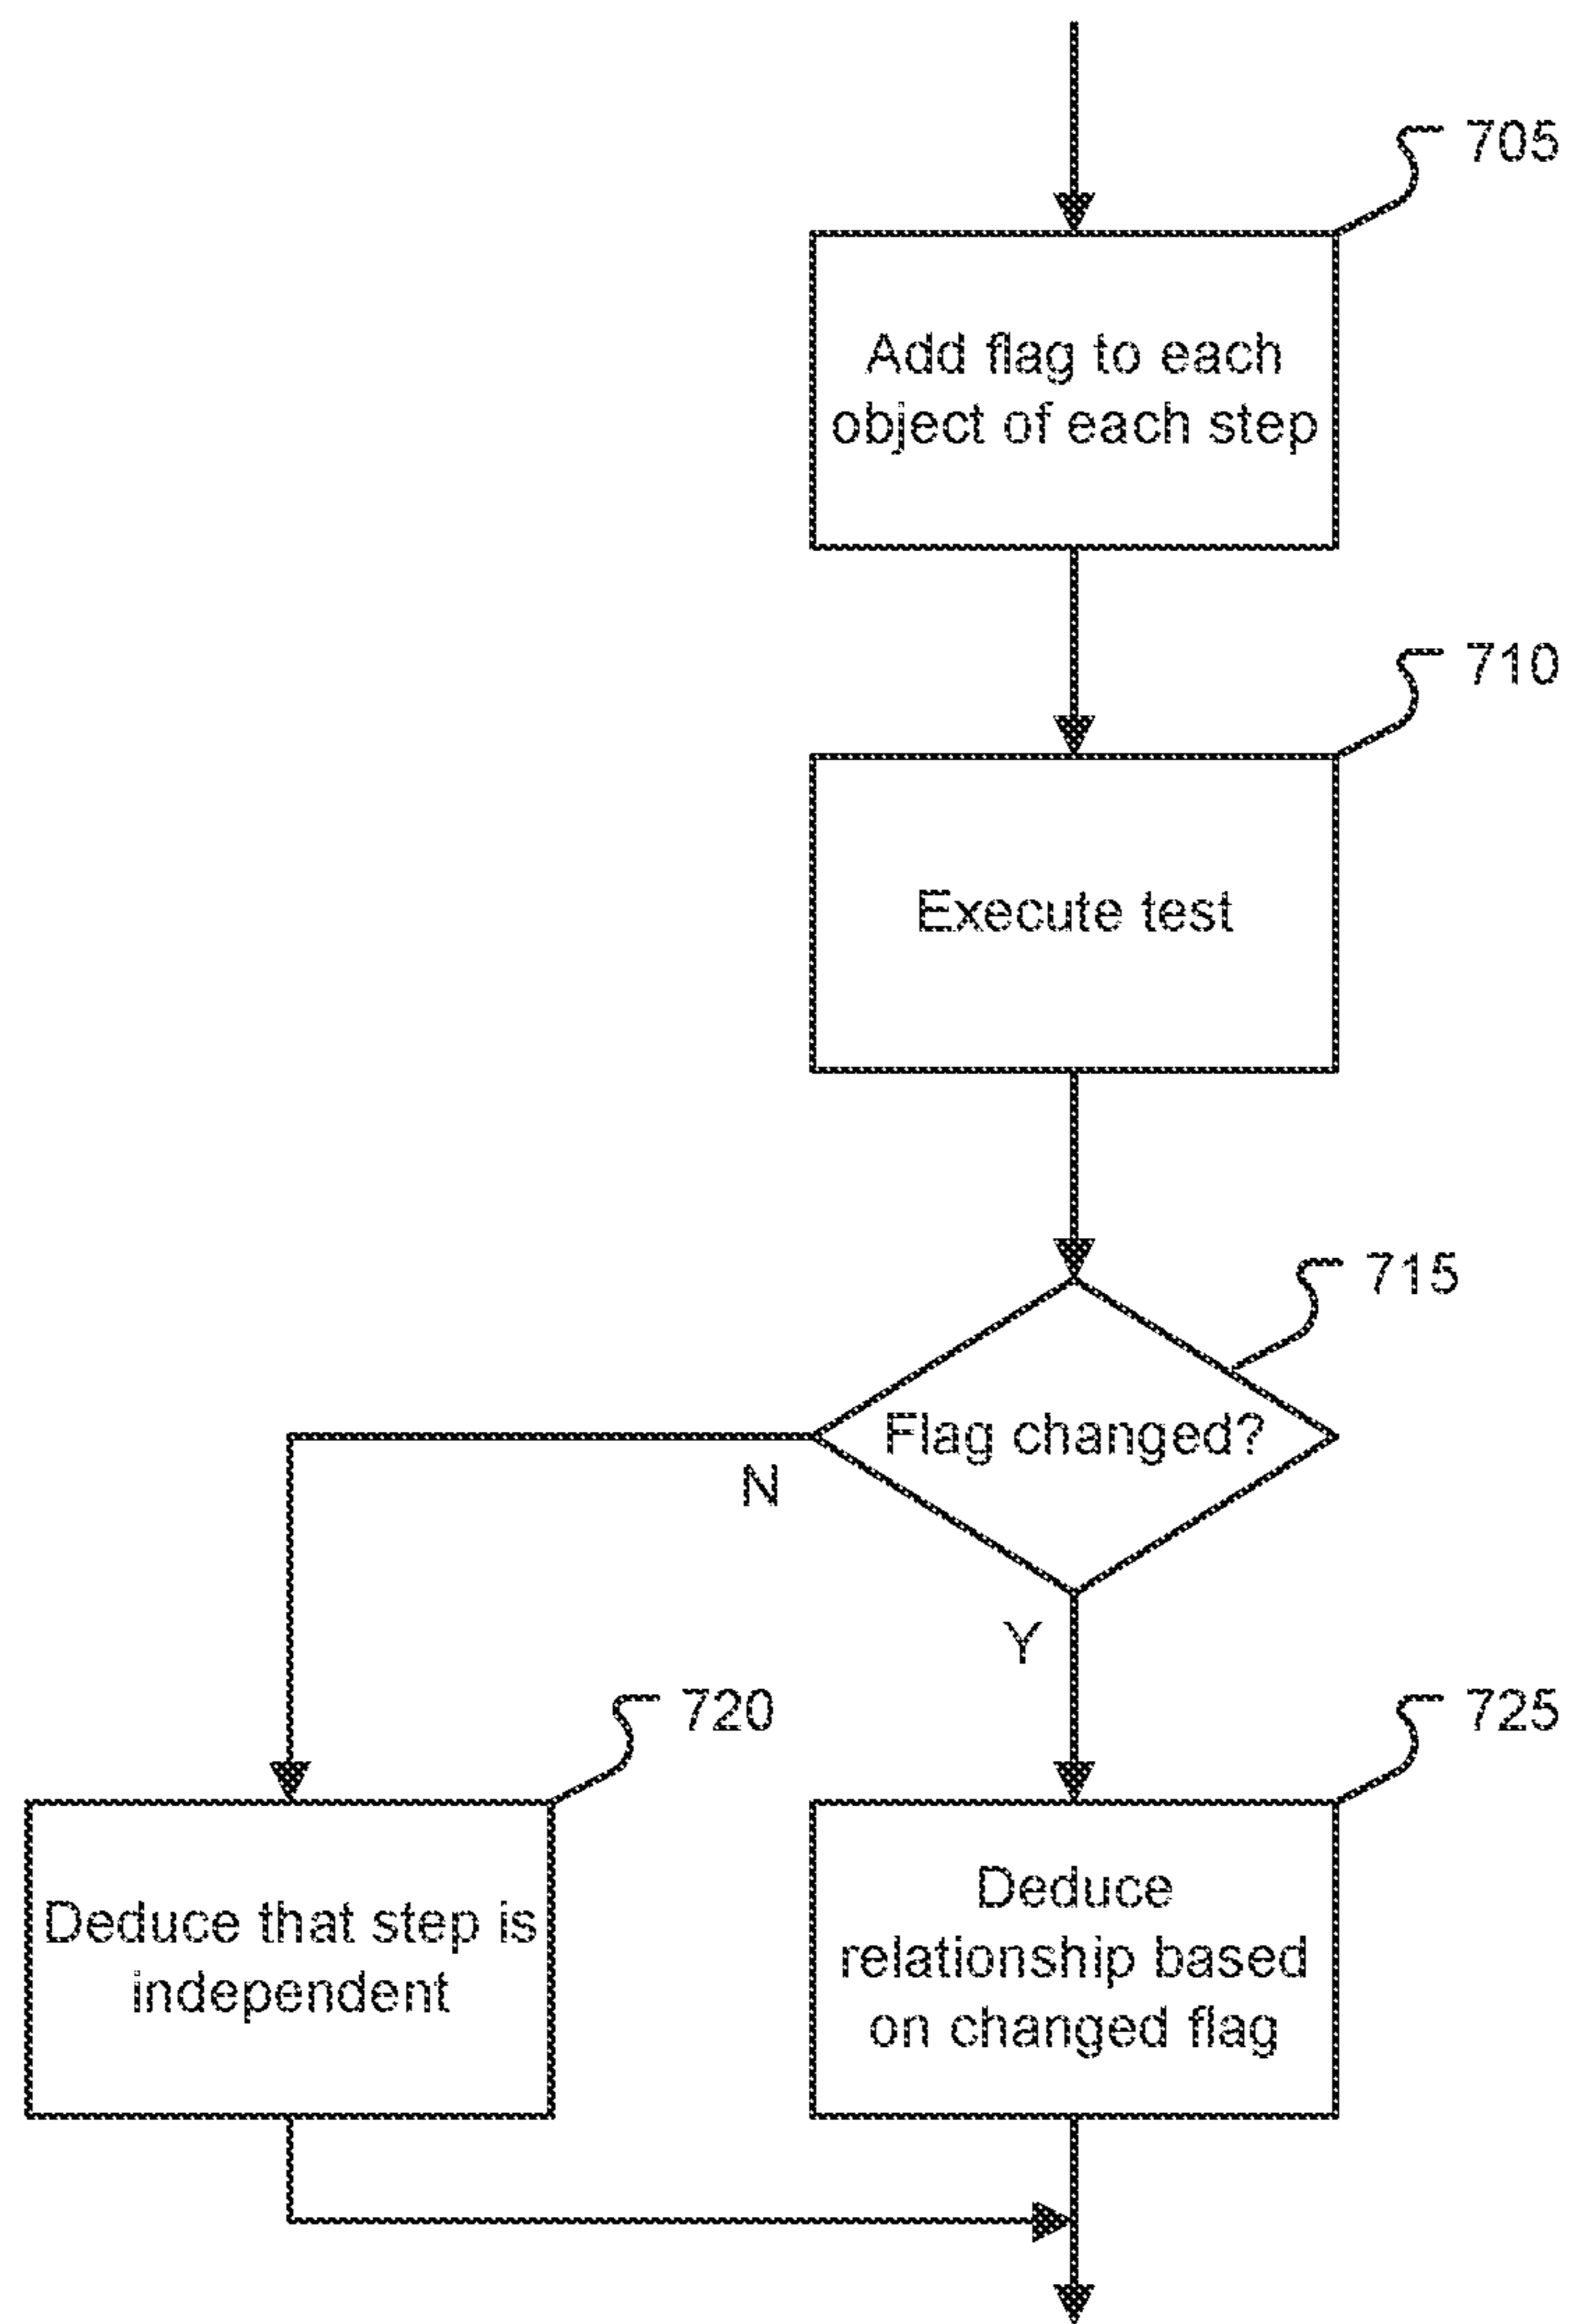 705
Add flag to each
object of each step
710
Execute test
715
Flag changed?
N
Y
720
725
Deduce that step is
independent
Deduce
relationship based
on changed flag